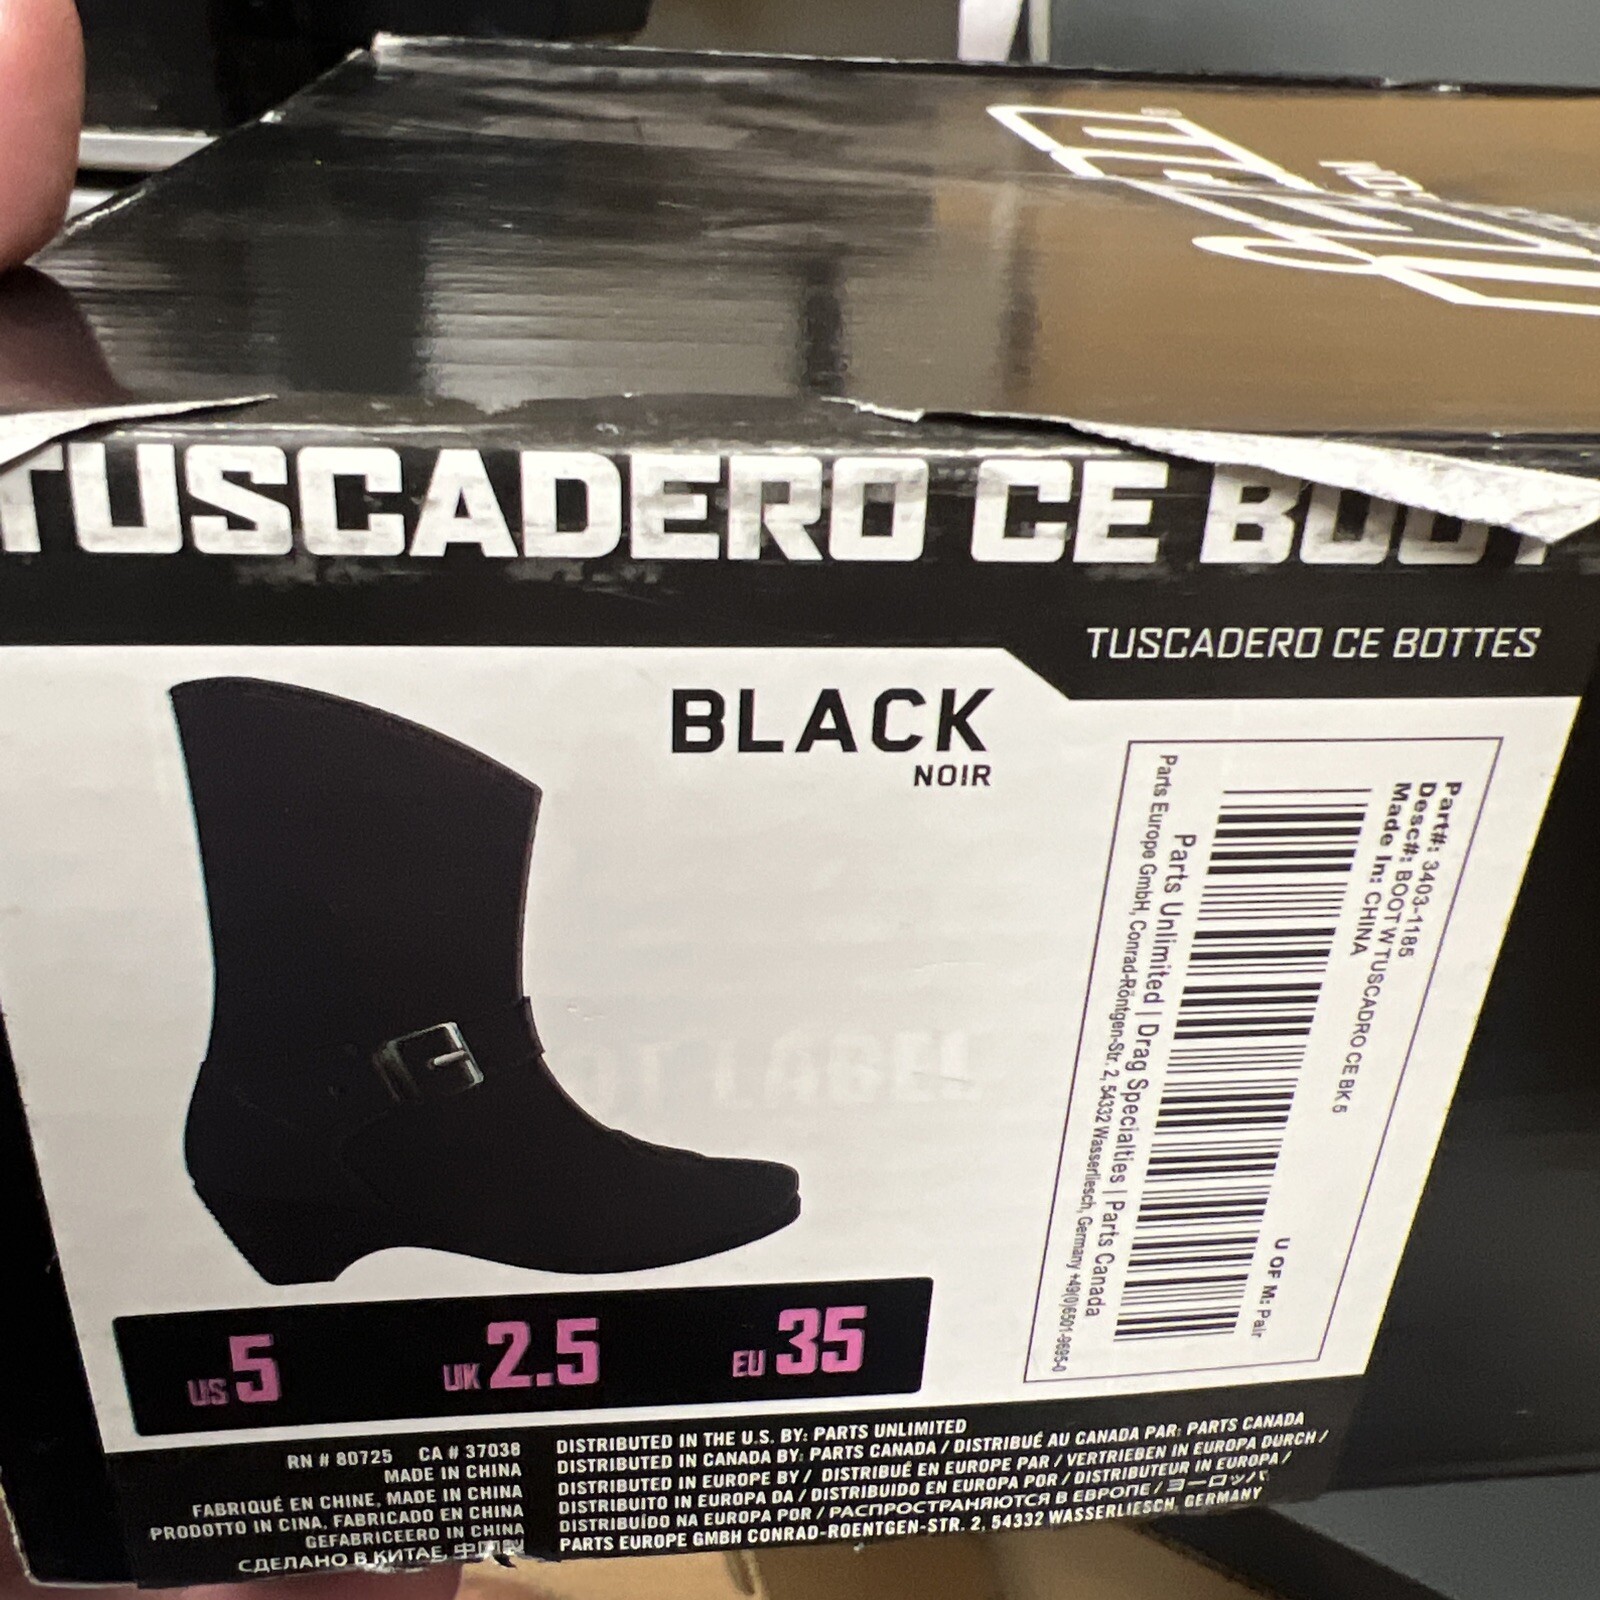 TUSCADERO CE BOOT
TUSCADERO CE BOTTES
BLACK
NOIR
Part#: 3403-1185
Desc#: BOOT W TUSCADRO CE BK 5
Made In: CHINA
U OF M: Pair
Parts Unlimited | Drag Specialties | Parts Canada
Parts Europe GmbH, Conrad-Röntgen-Str. 2, 54332 Wasserliesch, Germany +49(0)6501-9695-0
US 5 UK 2.5 EU 35
RN # 80725 CA # 37038
MADE IN CHINA
FABRIQUÉ EN CHINE, MADE IN CHINA
PRODOTTO IN CINA, FABRICADO EN CHINA
GEFABRICEERD IN CHINA
СДЕЛАНО В КИТАЕ, 中国製
DISTRIBUTED IN THE U.S. BY: PARTS UNLIMITED
DISTRIBUTED IN CANADA BY: PARTS CANADA / DISTRIBUÉ AU CANADA PAR: PARTS CANADA
DISTRIBUTED IN EUROPE BY / DISTRIBUÉ EN EUROPE PAR / VERTRIEBEN IN EUROPA DURCH /
DISTRIBUITO IN EUROPA DA / DISTRIBUIDO EN EUROPA POR / DISTRIBUTEUR IN EUROPA /
DISTRIBUÍDO NA EUROPA POR / РАСПРОСТРАНЯЮТСЯ В ЕВРОПЕ / ヨーロッパ
PARTS EUROPE GMBH CONRAD-ROENTGEN-STR. 2, 54332 WASSERLIESCH, GERMANY